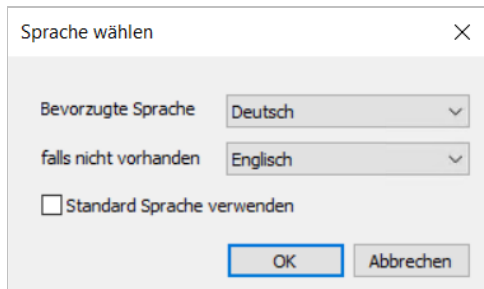 Sprache wählen
Bevorzugte Sprache Deutsch
falls nicht vorhanden Englisch
Standard Sprache verwenden
OK Abbrechen